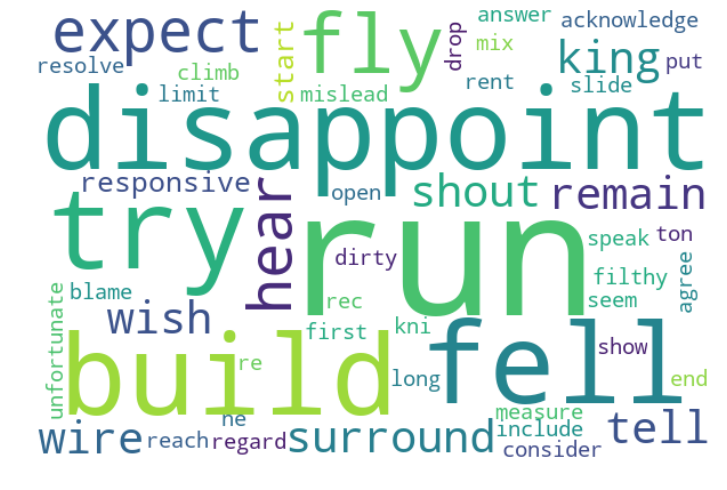 expect
start
fly
drop
answer
acknowledge
mix
king
put
resolve
climb
limit
mislead
rent
slide
disappoint
responsive
open
shout
remain
try
hear
run
dirty
speak
ton
filthy
seem
agree
blame
unfortunate
wish
rec
first
kni
build
re
long
fell
show
end
ne
measure
include
wire
reach
regard
surround
consider
tell